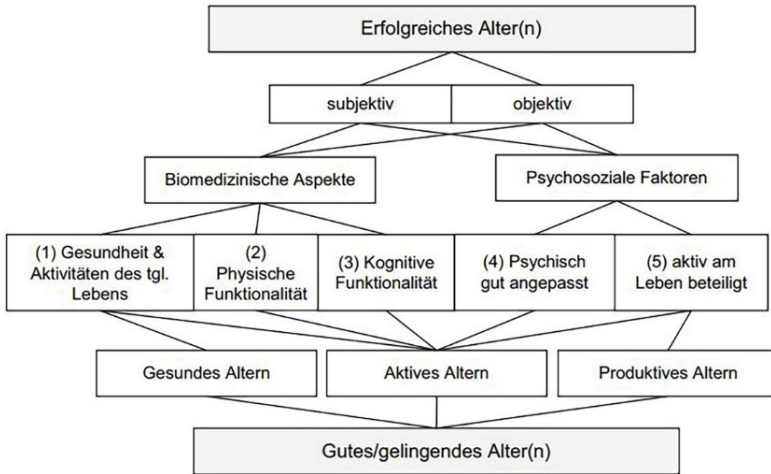 Erfolgreiches Alter(n)
subjektiv
objektiv
Biomedizinische Aspekte
Psychosoziale Faktoren
(1) Gesundheit &
Aktivitäten des tgl.
Lebens
(2)
Physische
Funktionalität
(3) Kognitive
Funktionalität
(4) Psychisch
gut angepasst
(5) aktiv am
Leben beteiligt
Gesundes Altern
Aktives Altern
Produktives Altern
Gutes/gelingendes Alter(n)